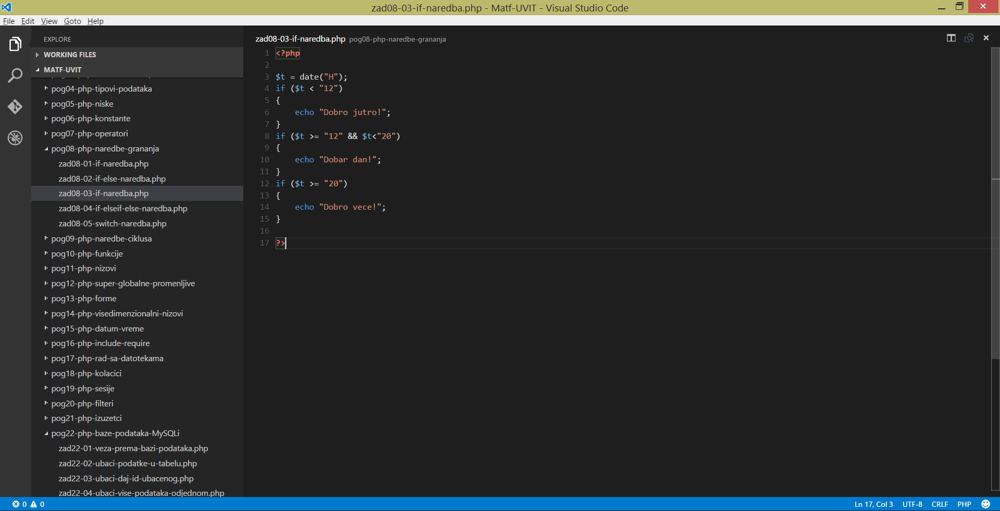 zad08-03-if-naredba.php - Matf-UVIT - Visual Studio Code
File Edit View Goto Help
EXPLORE
WORKING FILES
MATF-UVIT
pog04-php-tipovi-podataka
pog05-php-niske
pog06-php-konstante
pog07-php-operatori
pog08-php-naredbe-grananja
zad08-01-if-naredba.php
zad08-02-if-else-naredba.php
zad08-03-if-naredba.php
zad08-04-if-elseif-else-naredba.php
zad08-05-switch-naredba.php
pog09-php-naredbe-ciklusa
pog10-php-funkcije
pog11-php-nizovi
pog12-php-super-globalne-promenljive
pog13-php-forme
pog14-php-visedimenzionalni-nizovi
pog15-php-datum-vreme
pog16-php-include-require
pog17-php-rad-sa-datotekama
pog18-php-kolacici
pog19-php-sesije
pog20-php-filteri
pog21-php-izuzetci
pog22-php-baze-podataka-MySQLi
zad22-01-veza-prema-bazi-podataka.php
zad22-02-ubaci-podatke-u-tabelu.php
zad22-03-ubaci-daj-id-ubacenog.php
zad22-04-ubaci-vise-podataka-odjednom.php
zad08-03-if-naredba.php pog08-php-naredbe-grananja
1 <?php
2
3 $t = date("H");
4 if ($t < "12")
5 {
6 echo "Dobro jutro!";
7 }
8 if ($t >= "12" && $t<"20")
9 {
10 echo "Dobar dan!";
11 }
12 if ($t >= "20")
13 {
14 echo "Dobro vece!";
15 }
16
17 ?>
0 0
Ln 17, Col 3 UTF-8 CRLF PHP